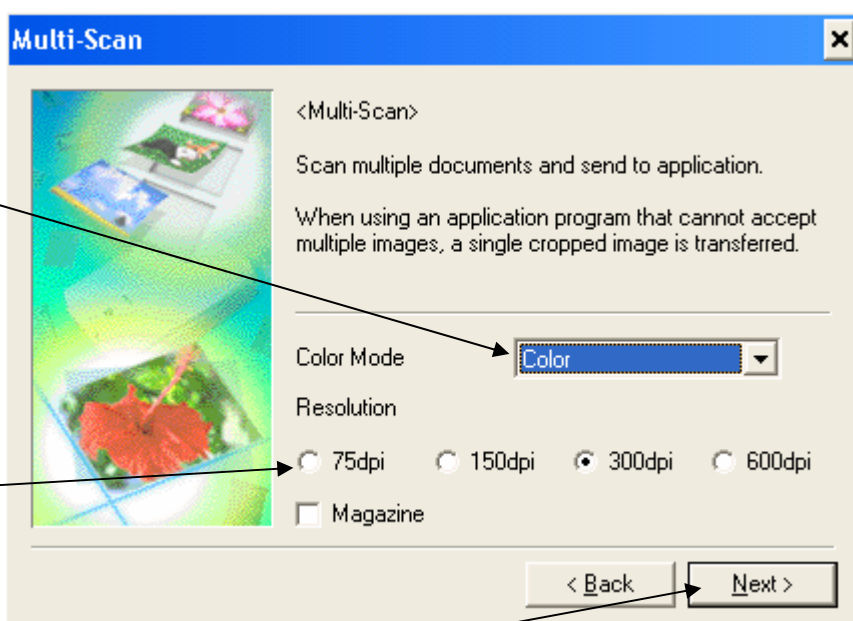 Multi-Scan
<Multi-Scan>
Scan multiple documents and send to application.
When using an application program that cannot accept
multiple images, a single cropped image is transferred.
Color Mode
Color
Resolution
75dpi 150dpi 300dpi 600dpi
Magazine
< Back Next >